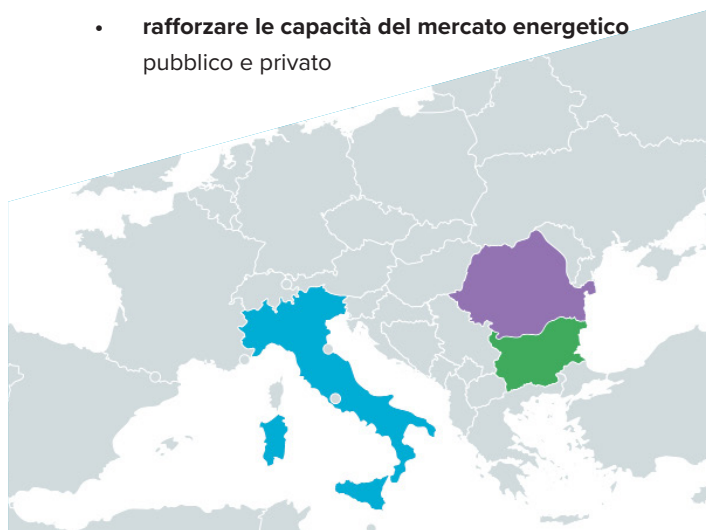 • rafforzare le capacità del mercato energetico
pubblico e privato